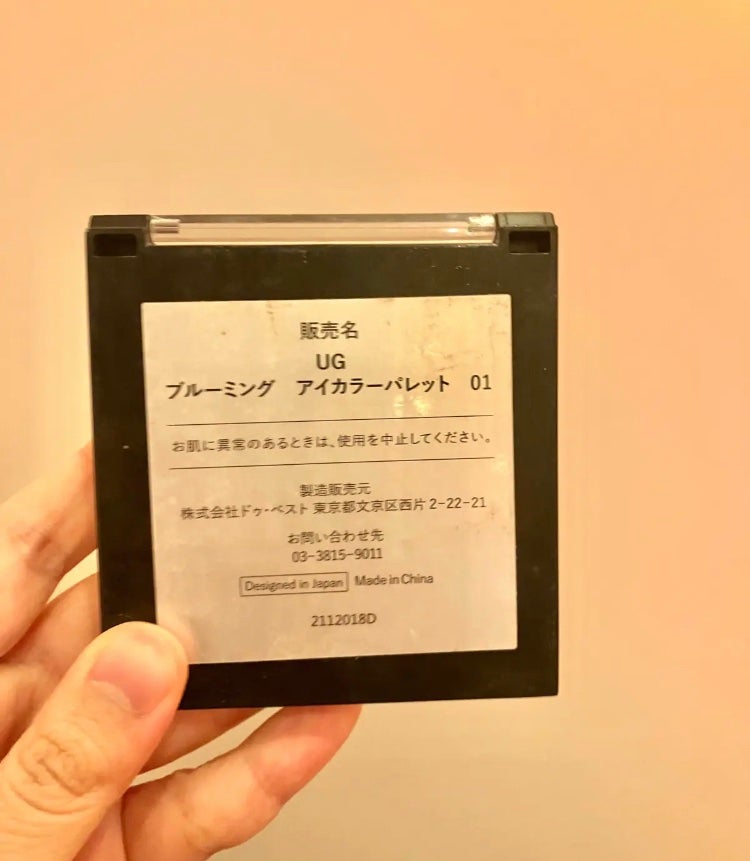 販売名
UG
ブルーミング アイカラーパレット 01
お肌に異常のあるときは、使用を中止してください。
製造販売元
株式会社ドゥ・ベスト 東京都文京区西片2-22-21
お問い合わせ先
03-3815-9011
Designed in Japan Made in China
2112018D